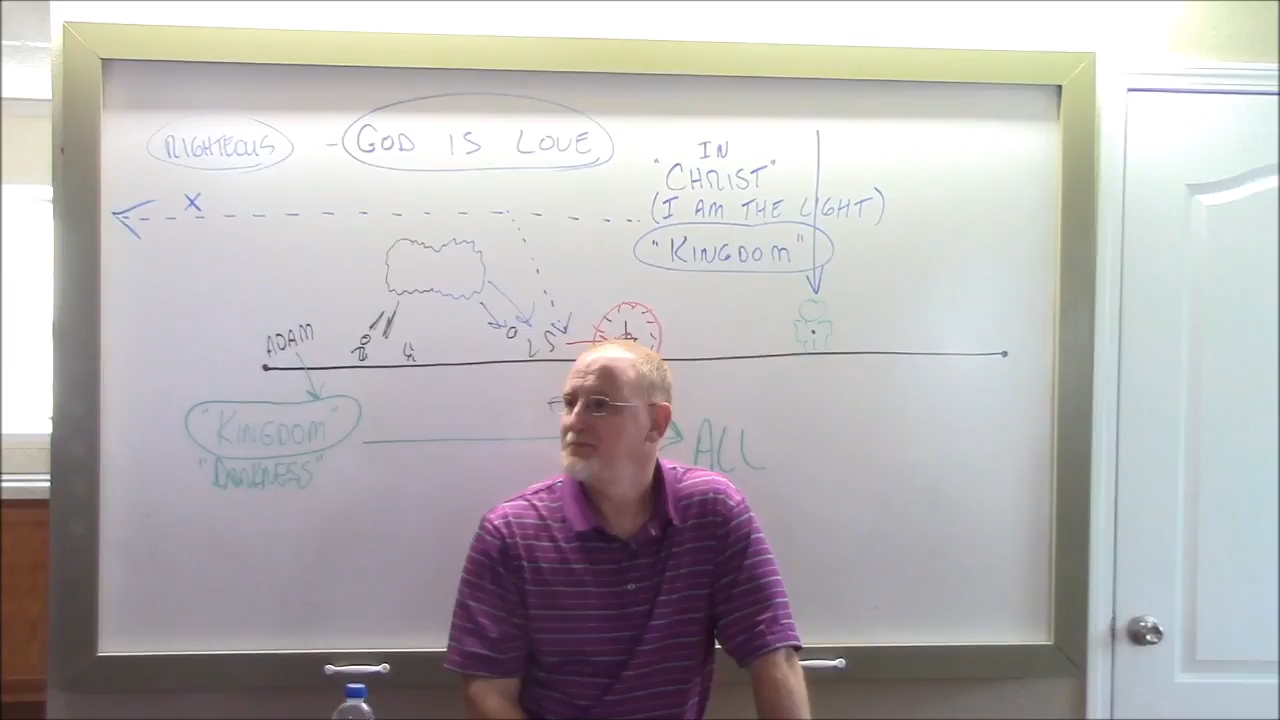 RIGHTEOUS - GOD IS LOVE
IN
"CHRIST"
X
(I AM THE LIGHT)
"KINGDOM"
ADAM
"KINGDOM"
"DARKNESS"
ALL